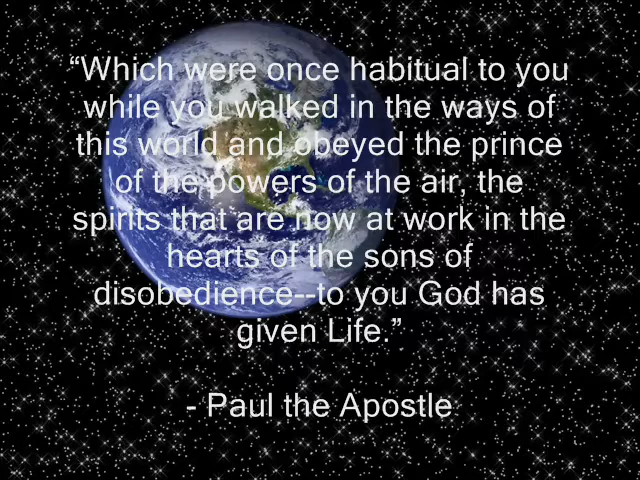 “Which were once habitual to you
while you walked in the ways of
this world and obeyed the prince
of the powers of the air, the
spirits that are now at work in the
hearts of the sons of
disobedience--to you God has
given Life.”
- Paul the Apostle